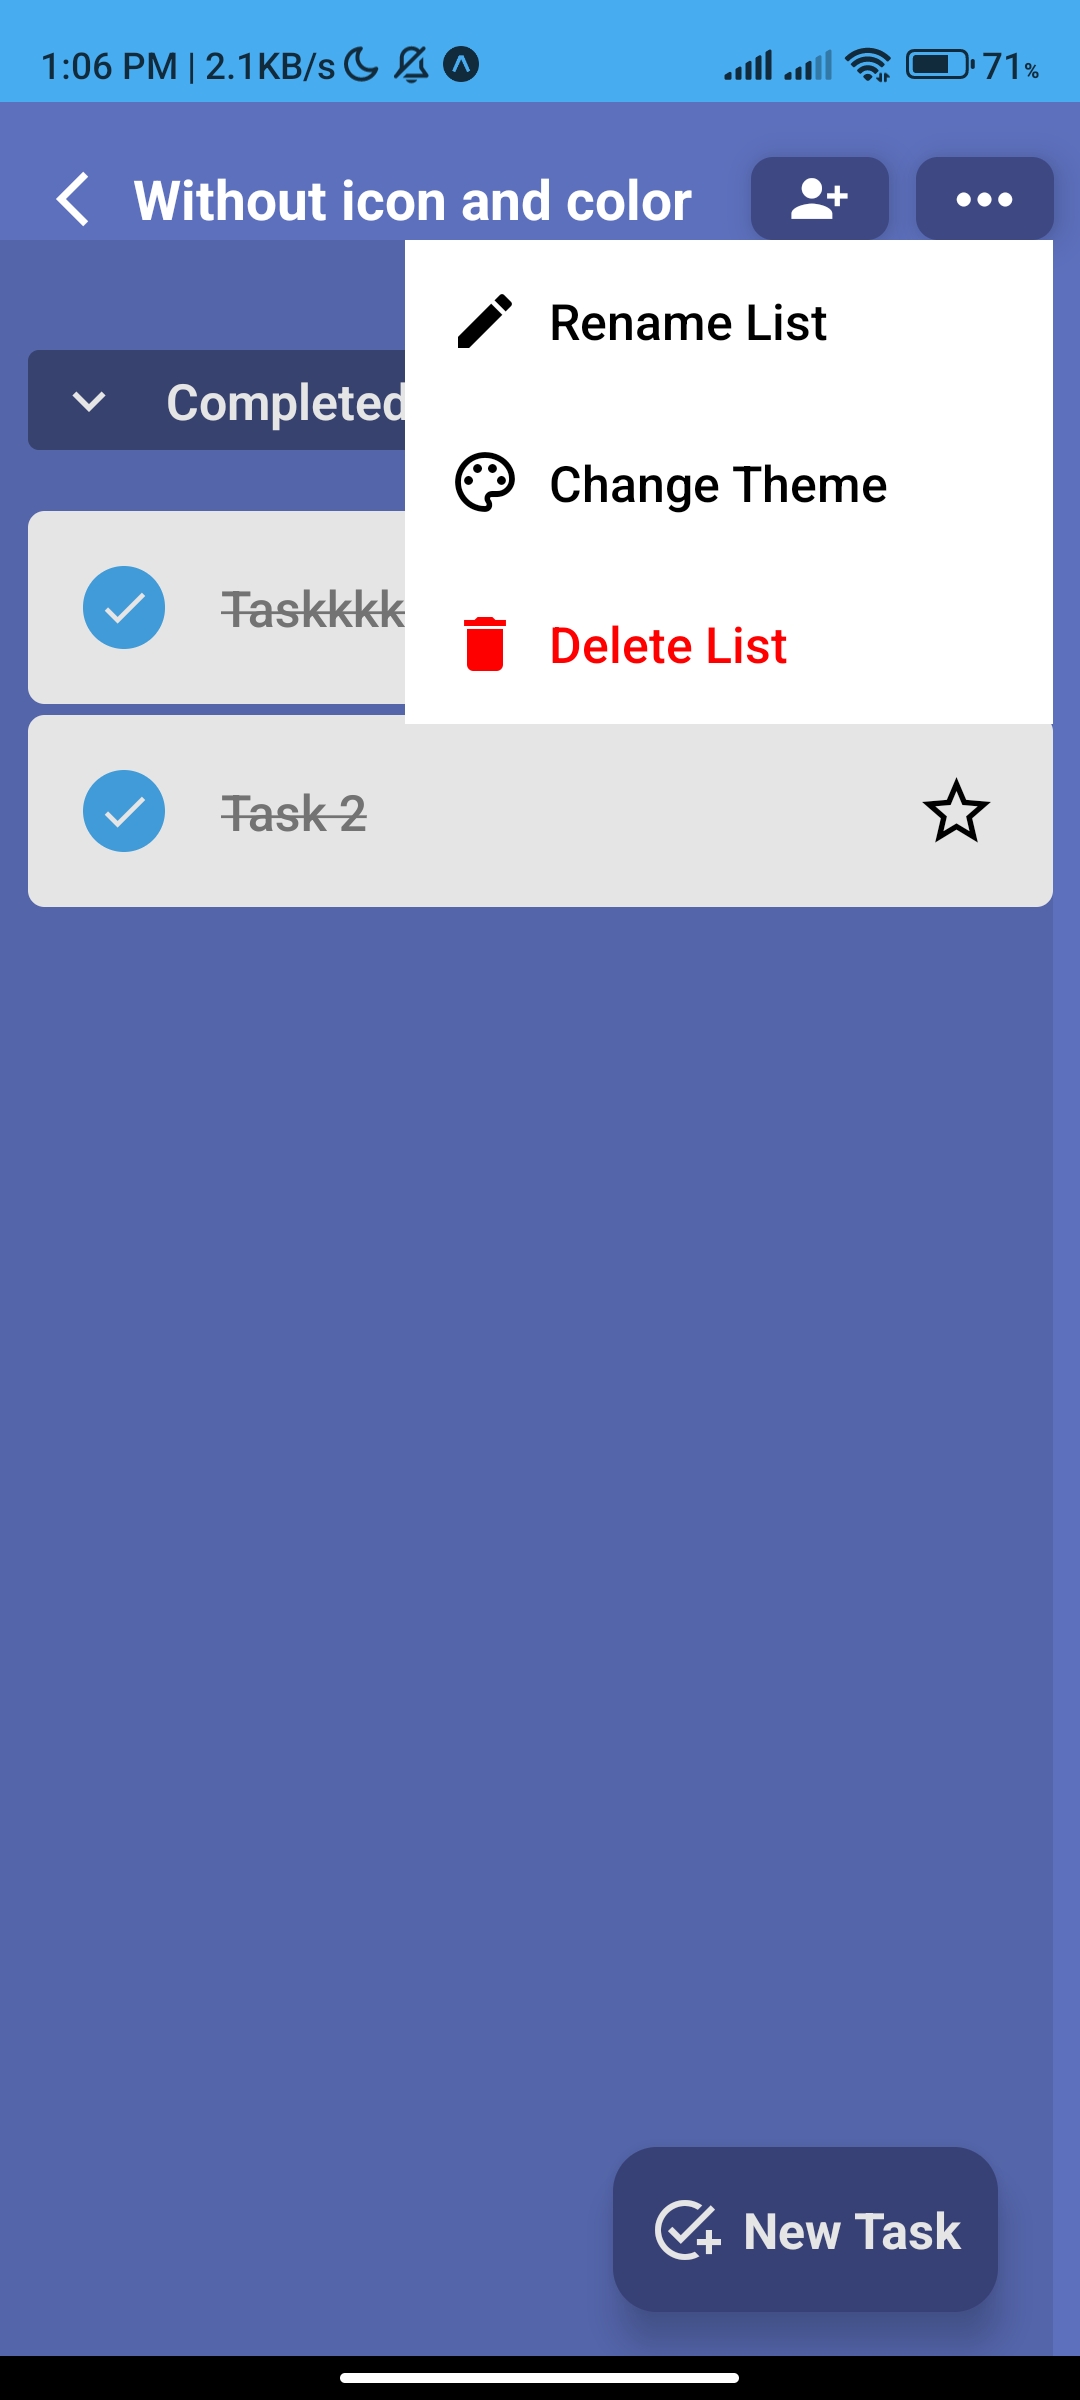 1:06 PM | 2.1KB/s 71%
Without icon and color
Rename List
Completed
Change Theme
Taskkkk
Delete List
Task 2
New Task